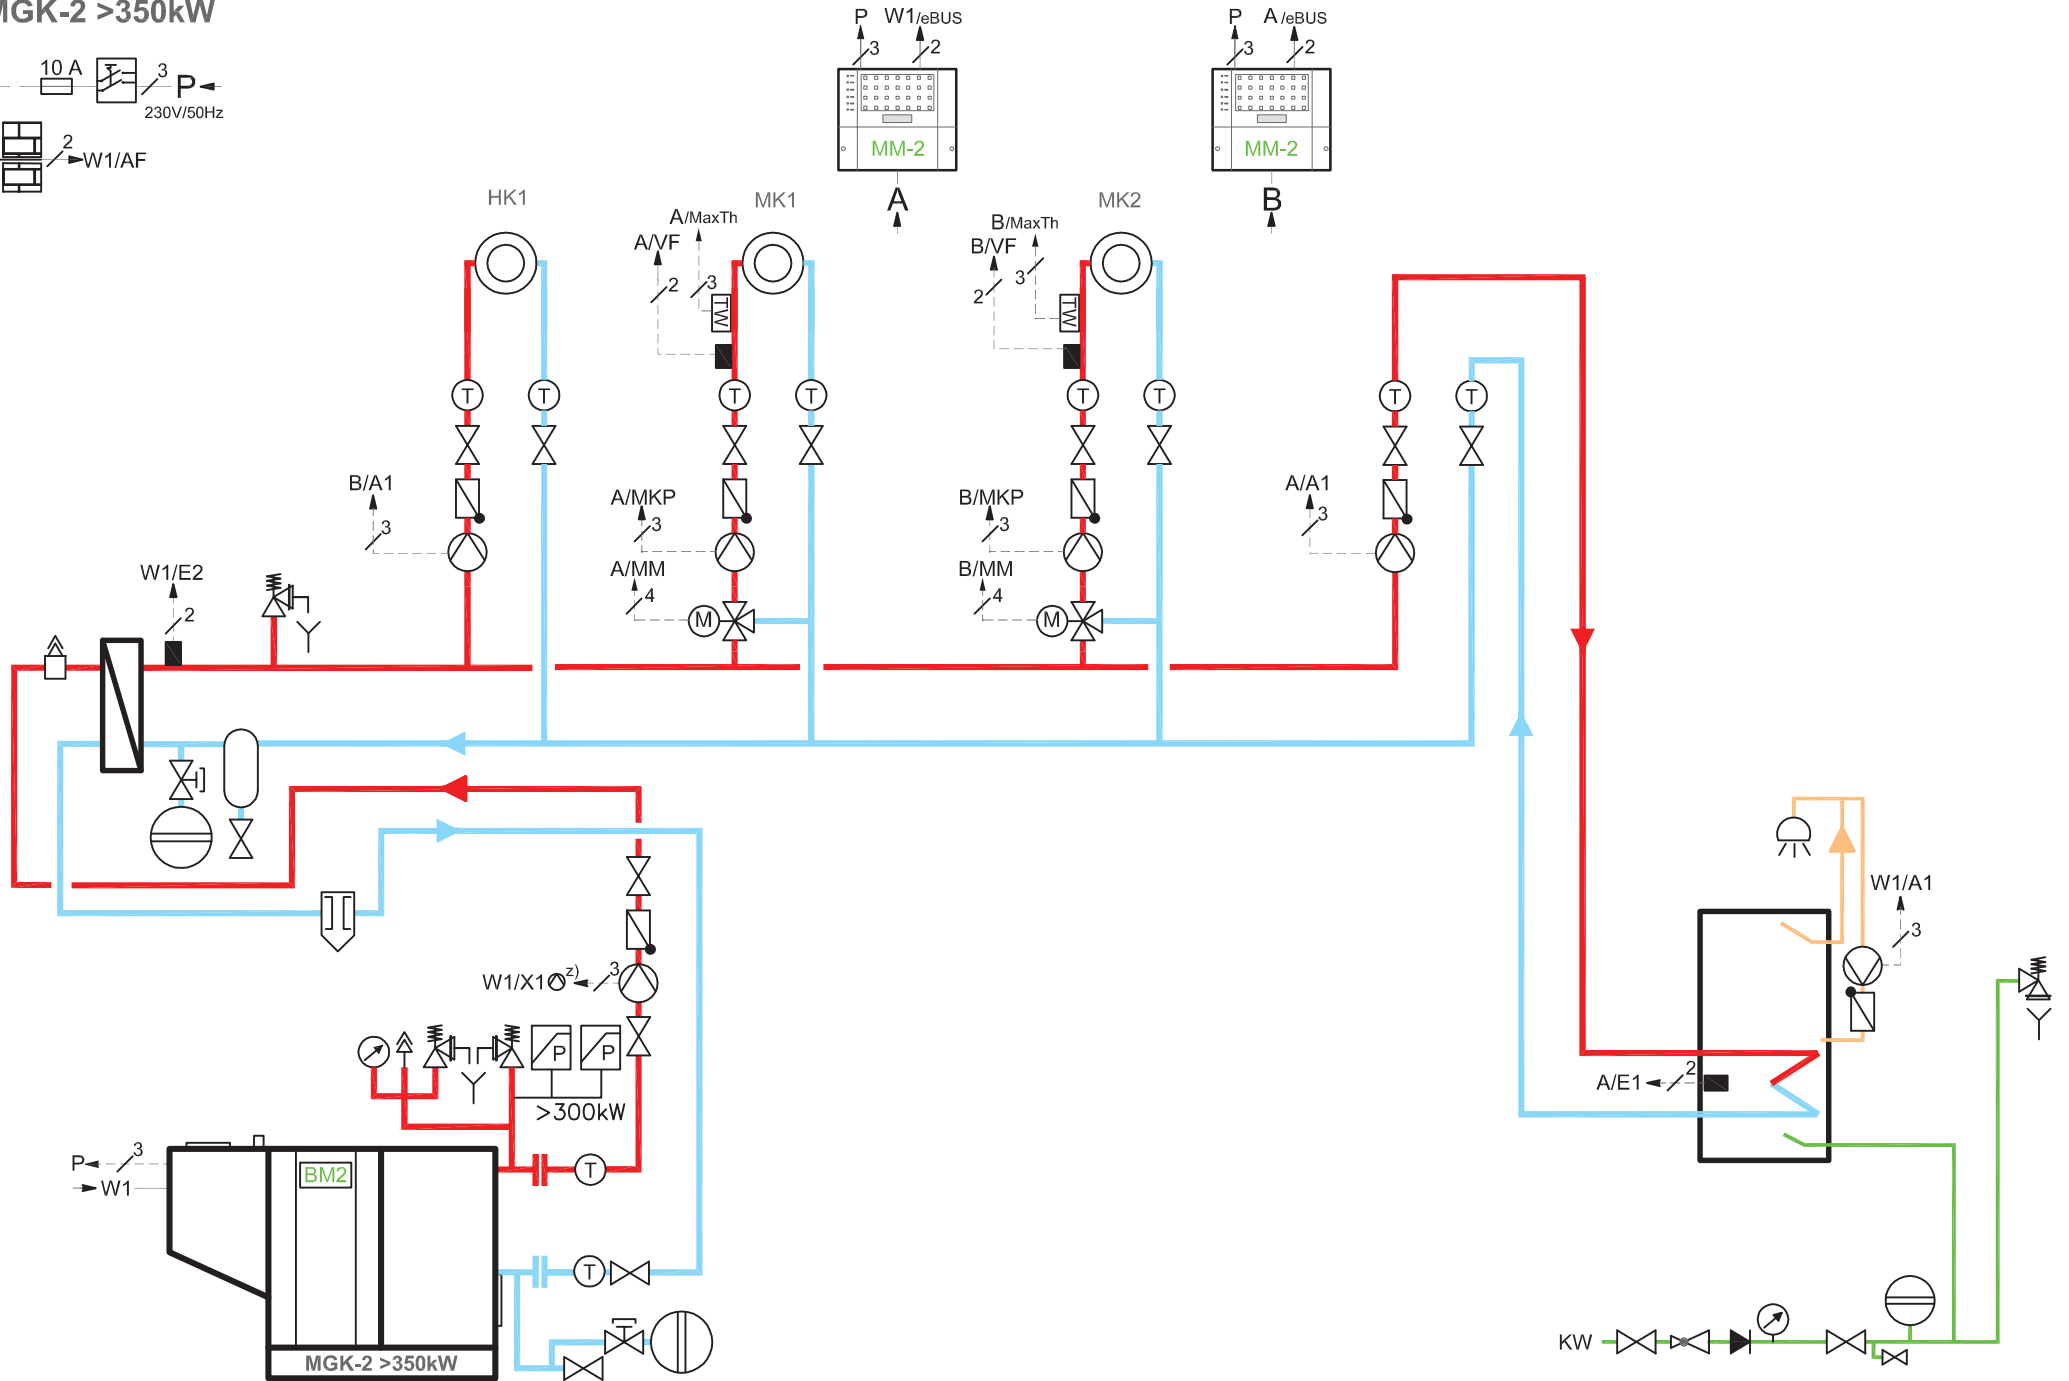 MGK-2 >350kW
P W1/eBUS
3 2
P A/eBUS
3 2
10 A
3
P
230V/50Hz
2
W1/AF
MM-2
MM-2
A
B
HK1
MK1
MK2
A/MaxTh
A/VF
2 3
TW
B/MaxTh
B/VF
2 3
TW
T T T T T T T T
B/A1
3
A/MKP
3
A/MM
4
M
B/MKP
3
B/MM
4
M
A/A1
3
W1/E2
2
W1/A1
3
W1/X1 z) 3
P P
>300kW
A/E1 2
P 3
W1
BM2
T
T
MGK-2 >350kW
KW